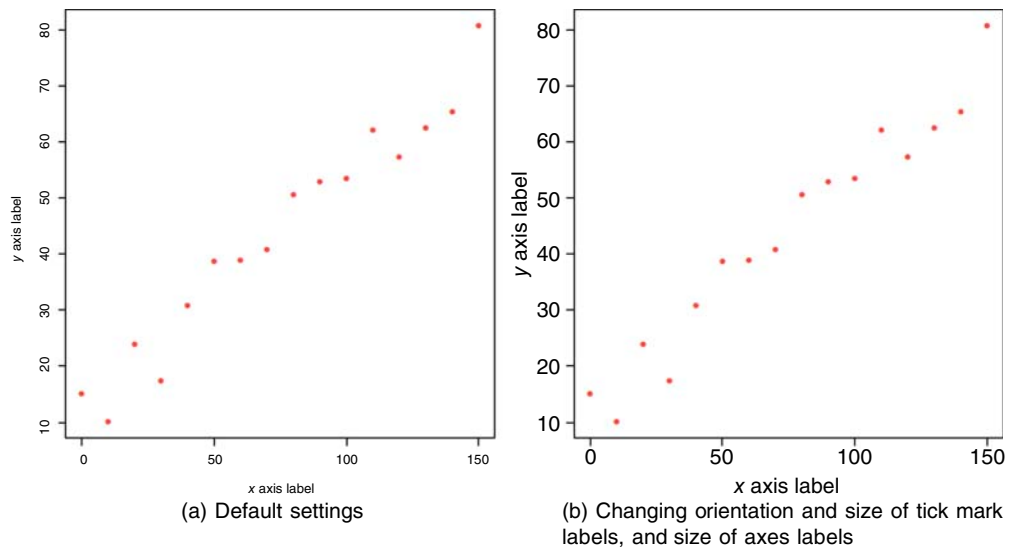 80
70
60
50
40
30
20
10
y axis label
0 50 100 150
x axis label
(a) Default settings
80
70
60
50
40
30
20
10
y axis label
0 50 100 150
x axis label
(b) Changing orientation and size of tick mark
labels, and size of axes labels